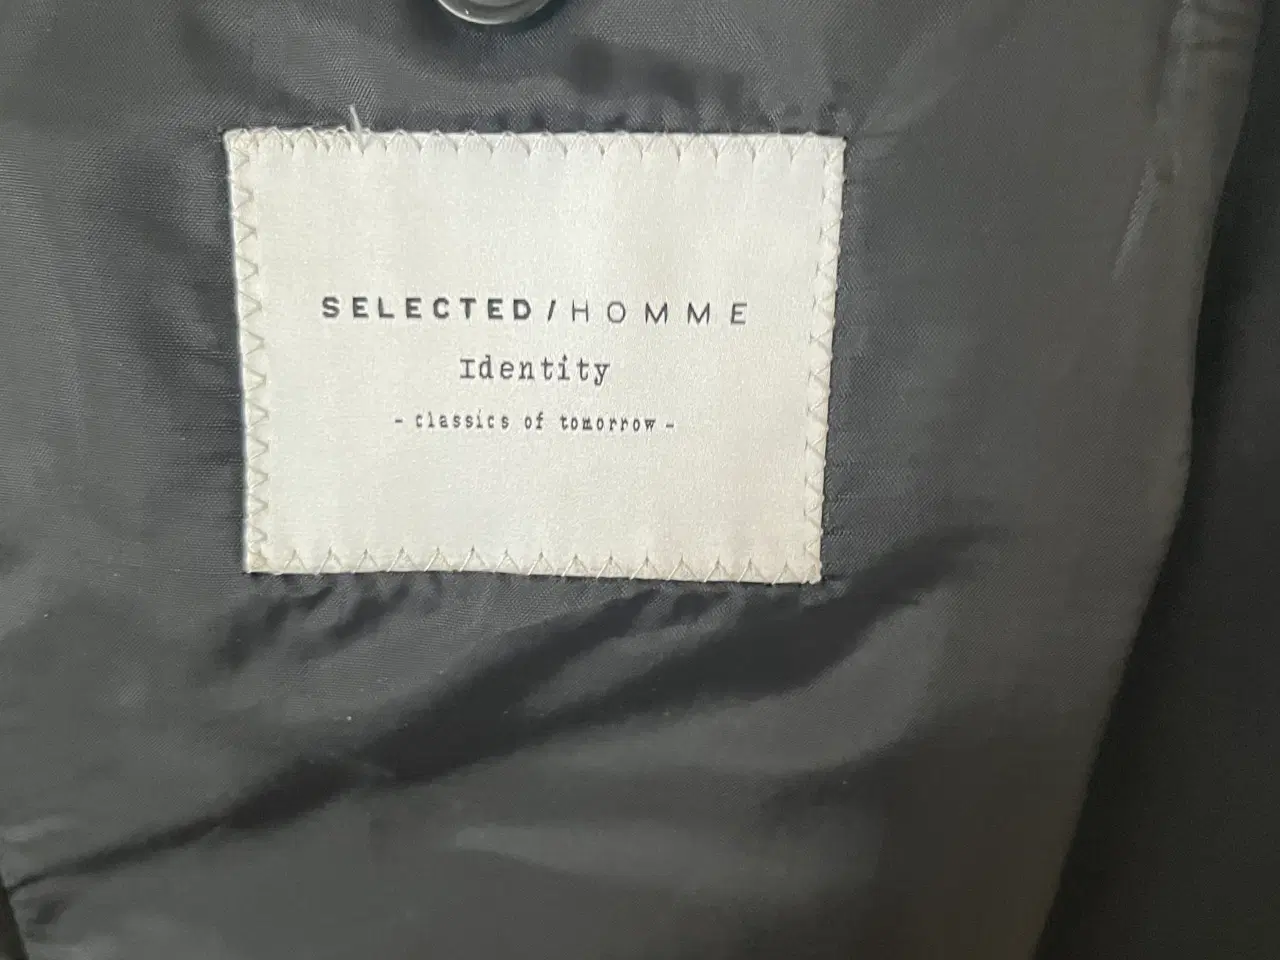 SELECTED/HOMME
Identity
- classics of tomorrow -